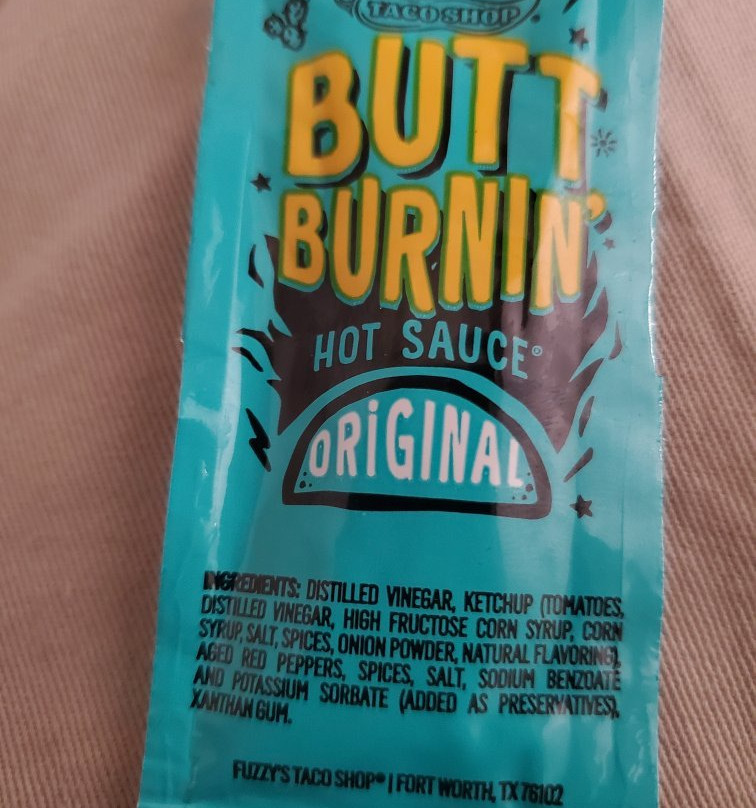 TACO SHOP®
BUTT
BURNIN'
HOT SAUCE®
ORiGINAL
INGREDIENTS: DISTILLED VINEGAR, KETCHUP (TOMATOES,
DISTILLED VINEGAR, HIGH FRUCTOSE CORN SYRUP, CORN
SYRUP, SALT, SPICES, ONION POWDER, NATURAL FLAVORING),
AGED RED PEPPERS, SPICES, SALT, SODIUM BENZOATE
AND POTASSIUM SORBATE (ADDED AS PRESERVATIVES),
XANTHAN GUM.
FUZZY'S TACO SHOP® | FORT WORTH, TX 76102